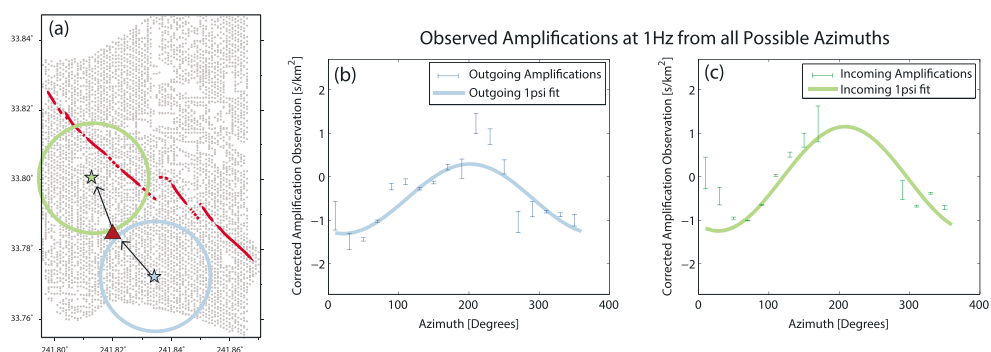 Observed Amplifications at 1Hz from all Possible Azimuths
(a)
33.84°
33.82°
33.80°
33.78°
33.76°
241.80° 241.82° 241.84° 241.86°
(b)
Outgoing Amplifications
Outgoing 1psi fit
Corrected Amplification Observation [s/km²]
2
1
0
−1
−2
0 100 200 300 400
Azimuth [Degrees]
(c)
Incoming Amplifications
Incoming 1psi fit
Corrected Amplification Observation [s/km²]
2
1
0
−1
−2
0 100 200 300 400
Azimuth [Degrees]